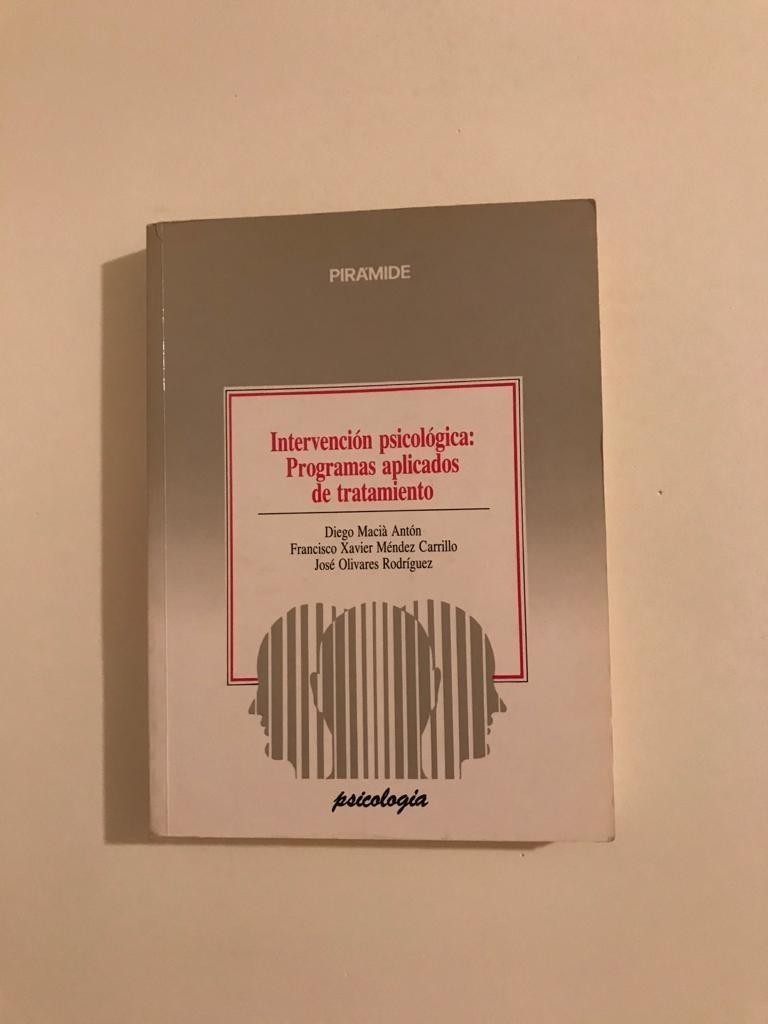 PIRÁMIDE
Intervención psicológica:
Programas aplicados
de tratamiento
Diego Macià Antón
Francisco Xavier Méndez Carrillo
José Olivares Rodríguez
psicología